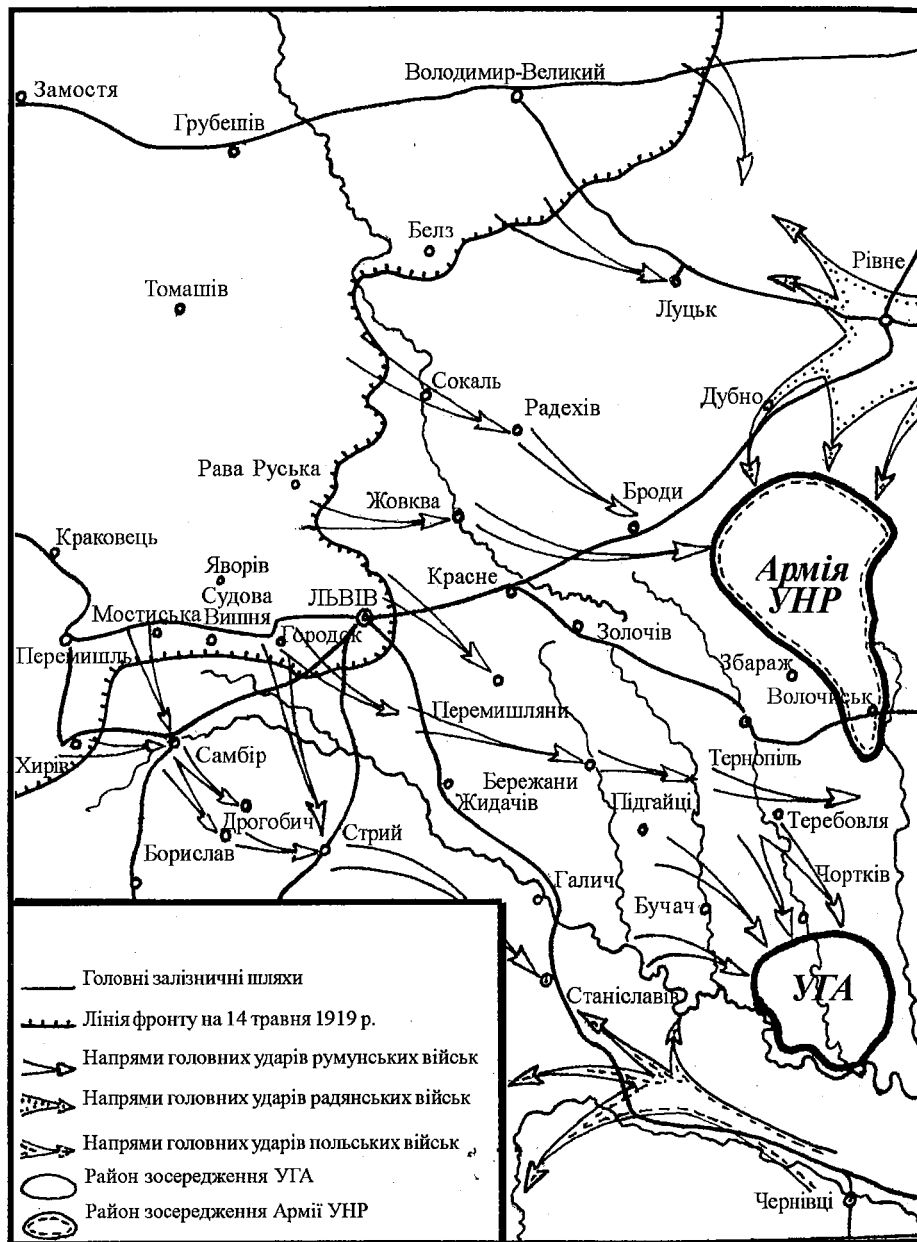 Володимир-Великий
Замостя
Грубешів
Белз
Рівне
Томашів
Луцьк
Сокаль
Радехів
Дубно
Рава Руська
Жовква
Броди
Краковець
Яворів
Красне
Армія
УНР
Судова
Мостиська
Вишня
ЛЬВІВ
Городок
Золочів
Перемишль
Збараж
Волочиськ
Перемишляни
Хирів
Самбір
Тернопіль
Бережани
Жидачів
Підгайці
Дрогобич
Теребовля
Борислав
Стрий
Чортків
Галич
Бучач
УГА
Станіславів
Чернівці
Головні залізничні шляхи
Лінія фронту на 14 травня 1919 р.
Напрями головних ударів румунських військ
Напрями головних ударів радянських військ
Напрями головних ударів польських військ
Район зосередження УГА
Район зосередження Армії УНР